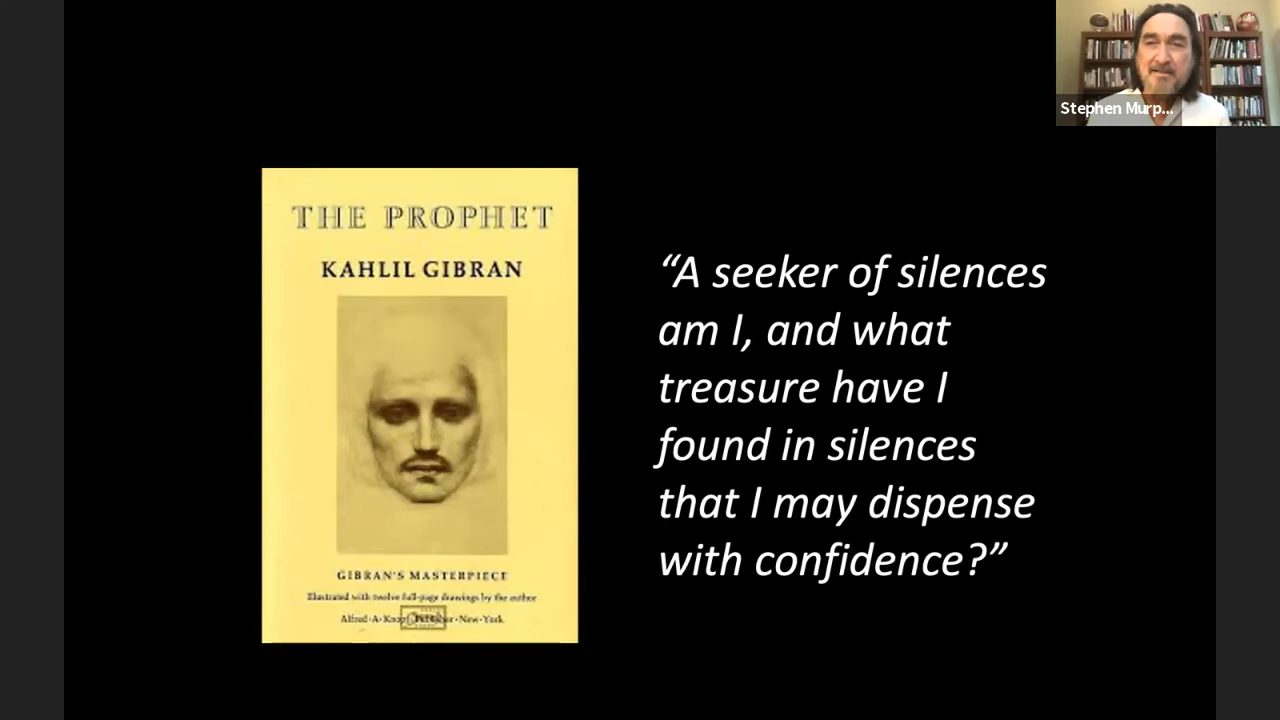 Stephen Murp...
THE PROPHET
KAHLIL GIBRAN
GIBRAN'S MASTERPIECE
Illustrated with twelve full-page drawings by the author
Alfred·A·Knopf, Publisher·New·York
“A seeker of silences
am I, and what
treasure have I
found in silences
that I may dispense
with confidence?”